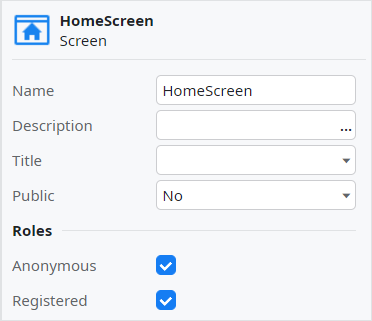 HomeScreen
Screen
Name HomeScreen
Description ...
Title
Public No
Roles
Anonymous
Registered